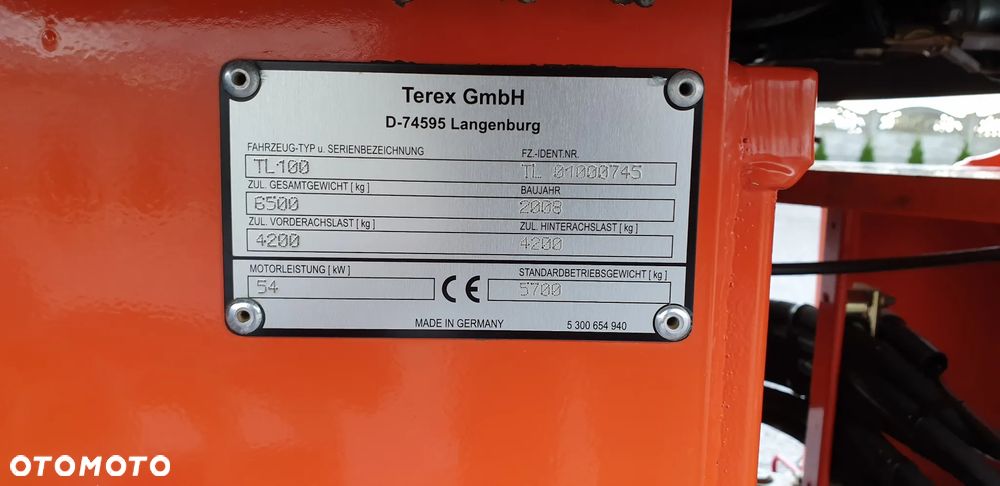 Terex GmbH
D-74595 Langenburg
FAHRZEUG-TYP u. SERIENBEZEICHNUNG FZ.-IDENT.NR.
TL100 TL 01000745
ZUL. GESAMTGEWICHT [ kg ] BAUJAHR
6500 2008
ZUL. VORDERACHSLAST [ kg ] ZUL. HINTERACHSLAST [ kg ]
4200 4200
MOTORLEISTUNG [ kW ] STANDARDBETRIEBSGEWICHT [ kg ]
54 CE 5700
MADE IN GERMANY 5 300 654 940
OTOMOTO